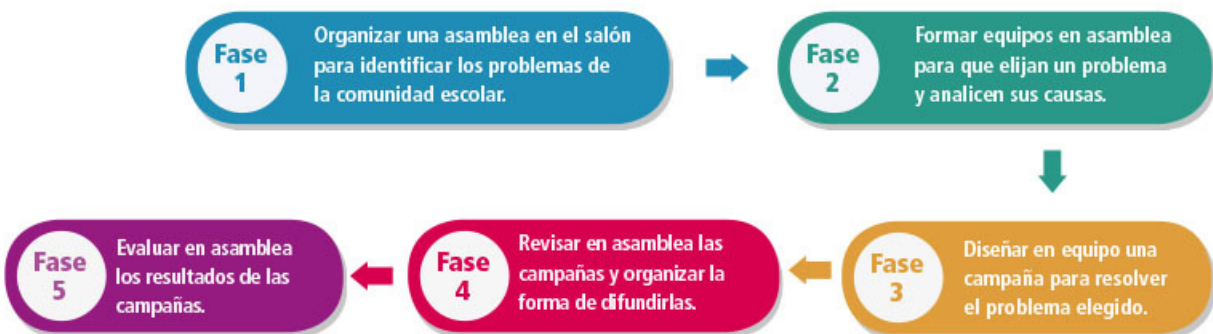 Fase
1
Organizar una asamblea en el salón
para identificar los problemas de
la comunidad escolar.
Fase
2
Formar equipos en asamblea
para que elijan un problema
y analicen sus causas.
Fase
3
Diseñar en equipo una
campaña para resolver
el problema elegido.
Fase
4
Revisar en asamblea las
campañas y organizar la
forma de difundirlas.
Fase
5
Evaluar en asamblea
los resultados de las
campañas.